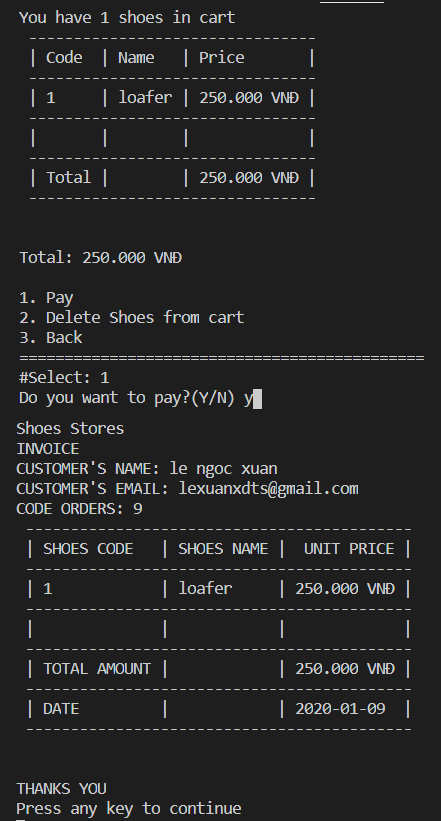 You have 1 shoes in cart
--------------------------------
| Code | Name | Price |
--------------------------------
| 1 | loafer | 250.000 VNĐ |
--------------------------------
| | | |
--------------------------------
| Total | | 250.000 VNĐ |
--------------------------------
Total: 250.000 VNĐ
1. Pay
2. Delete Shoes from cart
3. Back
=============================================
#Select: 1
Do you want to pay?(Y/N) y
Shoes Stores
INVOICE
CUSTOMER'S NAME: le ngoc xuan
CUSTOMER'S EMAIL: lexuanxdts@gmail.com
CODE ORDERS: 9
-------------------------------------------
| SHOES CODE | SHOES NAME | UNIT PRICE |
-------------------------------------------
| 1 | loafer | 250.000 VNĐ |
-------------------------------------------
| | | |
-------------------------------------------
| TOTAL AMOUNT | | 250.000 VNĐ |
-------------------------------------------
| DATE | | 2020-01-09 |
-------------------------------------------
THANKS YOU
Press any key to continue